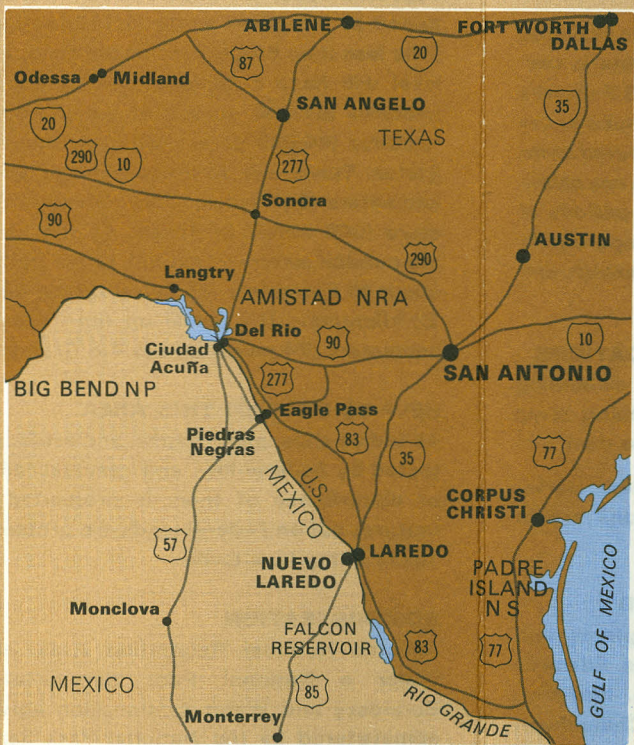 ABILENE
FORT WORTH
DALLAS
20
87
Odessa
Midland
35
SAN ANGELO
20
TEXAS
290
10
277
Sonora
90
AUSTIN
290
Langtry
AMISTAD NRA
Del Rio
90
10
Ciudad
Acuña
SAN ANTONIO
277
BIG BEND NP
Eagle Pass
Piedras
Negras
83
35
77
U.S.
MEXICO
CORPUS
CHRISTI
57
LAREDO
NUEVO
LAREDO
PADRE
ISLAND
N S
GULF OF MEXICO
Monclova
FALCON
RESERVOIR
83
77
MEXICO
85
RIO GRANDE
Monterrey